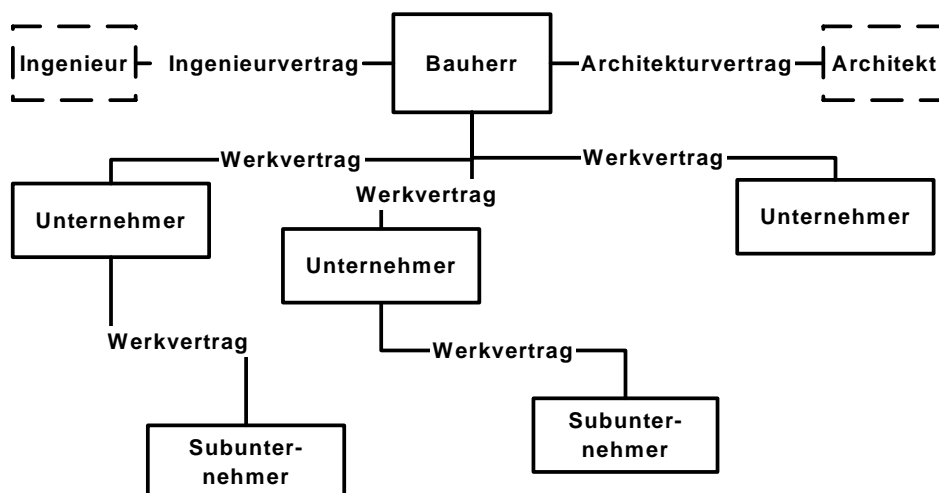 Ingenieur
Ingenieurvertrag
Bauherr
Architekturvertrag
Architekt
Werkvertrag
Werkvertrag
Werkvertrag
Unternehmer
Unternehmer
Unternehmer
Werkvertrag
Werkvertrag
Subunter-
nehmer
Subunter-
nehmer